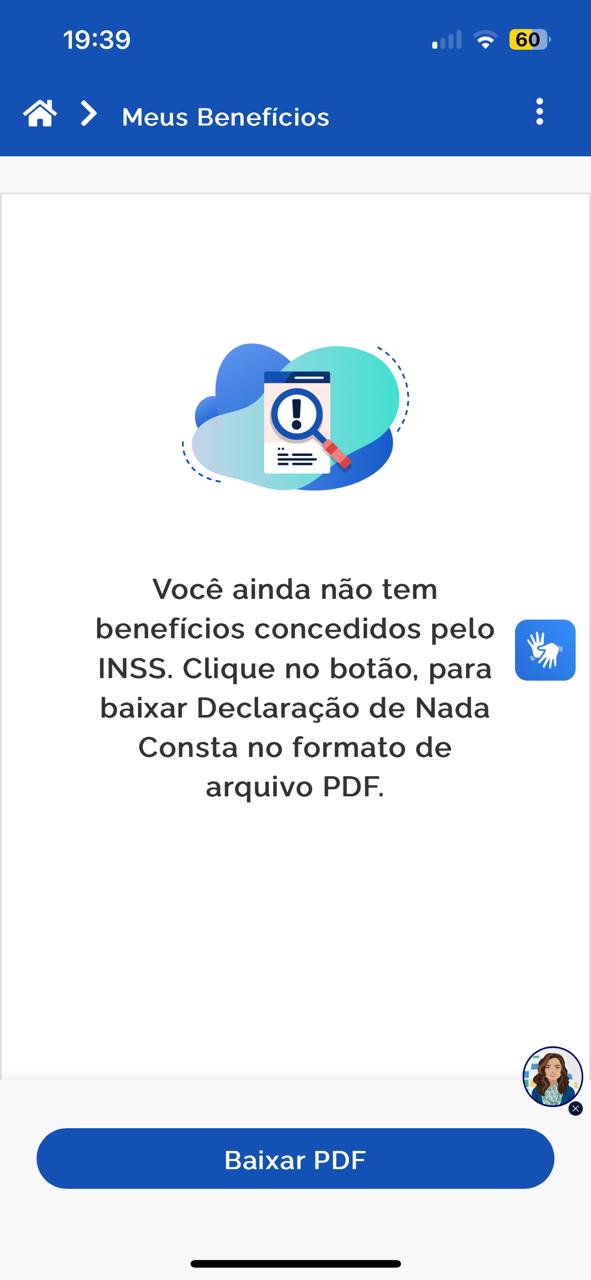 19:39
60
Meus Benefícios
Você ainda não tem
benefícios concedidos pelo
INSS. Clique no botão, para
baixar Declaração de Nada
Consta no formato de
arquivo PDF.
Baixar PDF